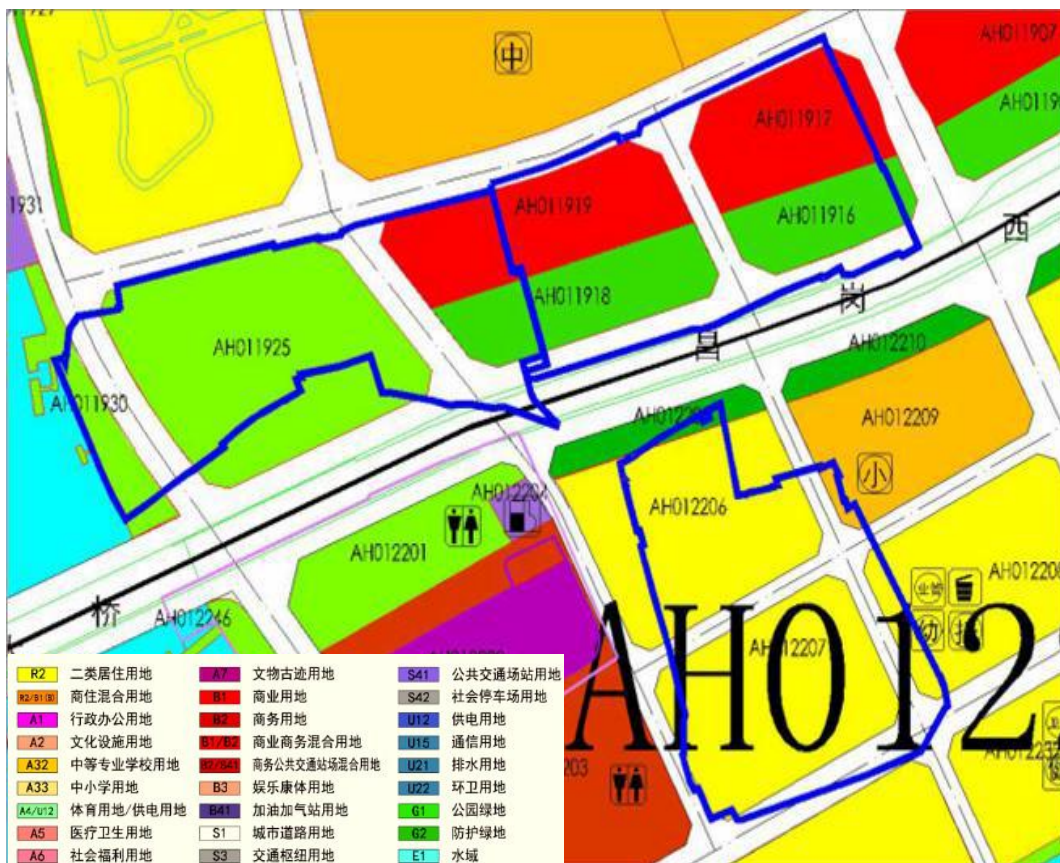 中
AH011907
AH011917
1931
AH011919
AH011916
西
AH011918
岗
AH011925
昌
AH012210
AH011930
AH012209
小
AH012204
AH012206
AH012201
业管
幼
桥
AH012246
AH012207
AH012
R2 二类居住用地
R2/B1(B) 商住混合用地
A1 行政办公用地
A2 文化设施用地
A32 中等专业学校用地
A33 中小学用地
A4/U12 体育用地/供电用地
A5 医疗卫生用地
A6 社会福利用地
A7 文物古迹用地
B1 商业用地
B2 商务用地
B1/B2 商业商务混合用地
B2/S41 商务公共交通站场混合用地
B3 娱乐康体用地
B41 加油加气站用地
S1 城市道路用地
S3 交通枢纽用地
S41 公共交通场站用地
S42 社会停车场用地
U12 供电用地
U15 通信用地
U21 排水用地
U22 环卫用地
G1 公园绿地
G2 防护绿地
E1 水域